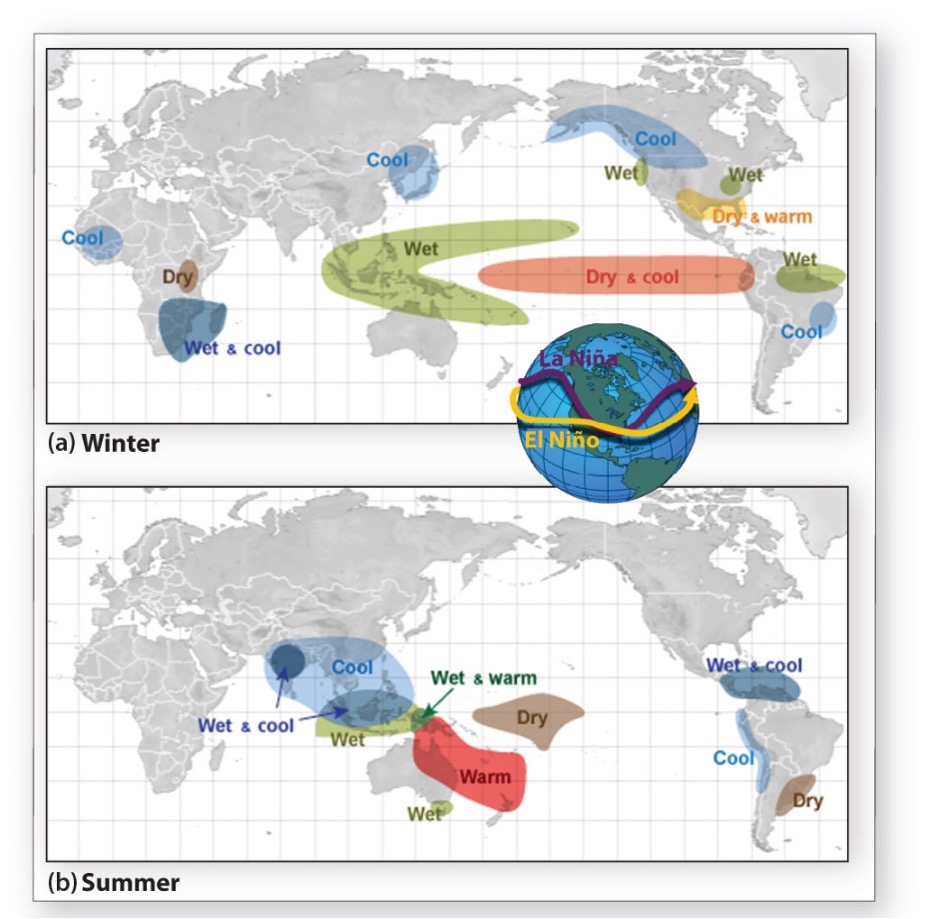 Cool
Cool
Wet
Wet
Dry & warm
Cool
Wet
Wet
Dry
Dry & cool
Wet & cool
Cool
La Niña
El Niño
(a) Winter
Cool
Wet & cool
Wet & warm
Wet & cool
Dry
Wet
Cool
Warm
Dry
Wet
(b) Summer